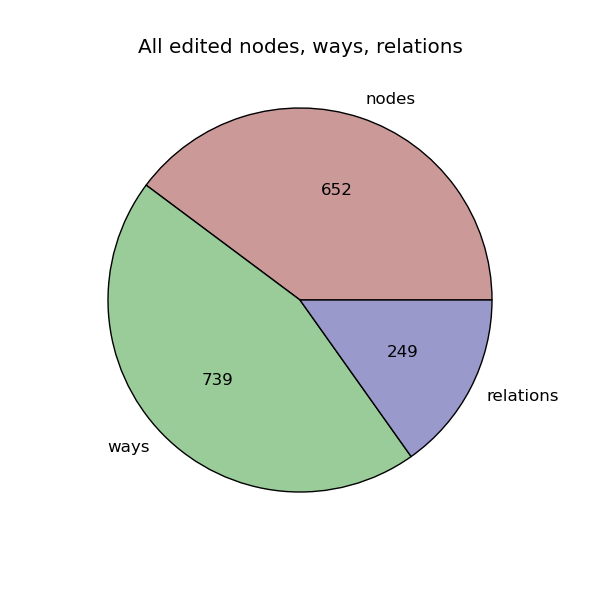 All edited nodes, ways, relations
nodes
652
249
739
relations
ways